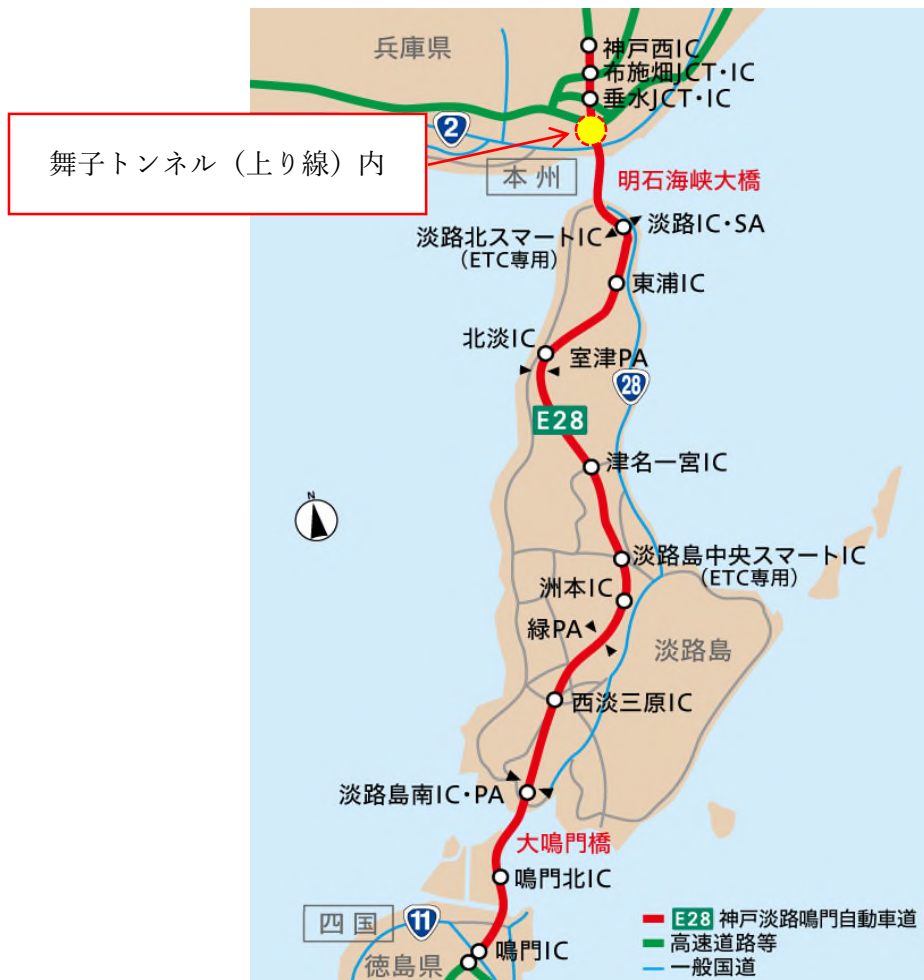 兵庫県
神戸西IC
布施畑JCT・IC
垂水JCT・IC
2
舞子トンネル（上り線）内
本州
明石海峡大橋
淡路IC・SA
淡路北スマートIC
(ETC専用)
東浦IC
北淡IC
室津PA
28
E28
津名一宮IC
N
淡路島中央スマートIC
(ETC専用)
洲本IC
緑PA
淡路島
西淡三原IC
淡路島南IC・PA
大鳴門橋
鳴門北IC
四国
11
鳴門IC
徳島県
E28 神戸淡路鳴門自動車道
高速道路等
一般国道